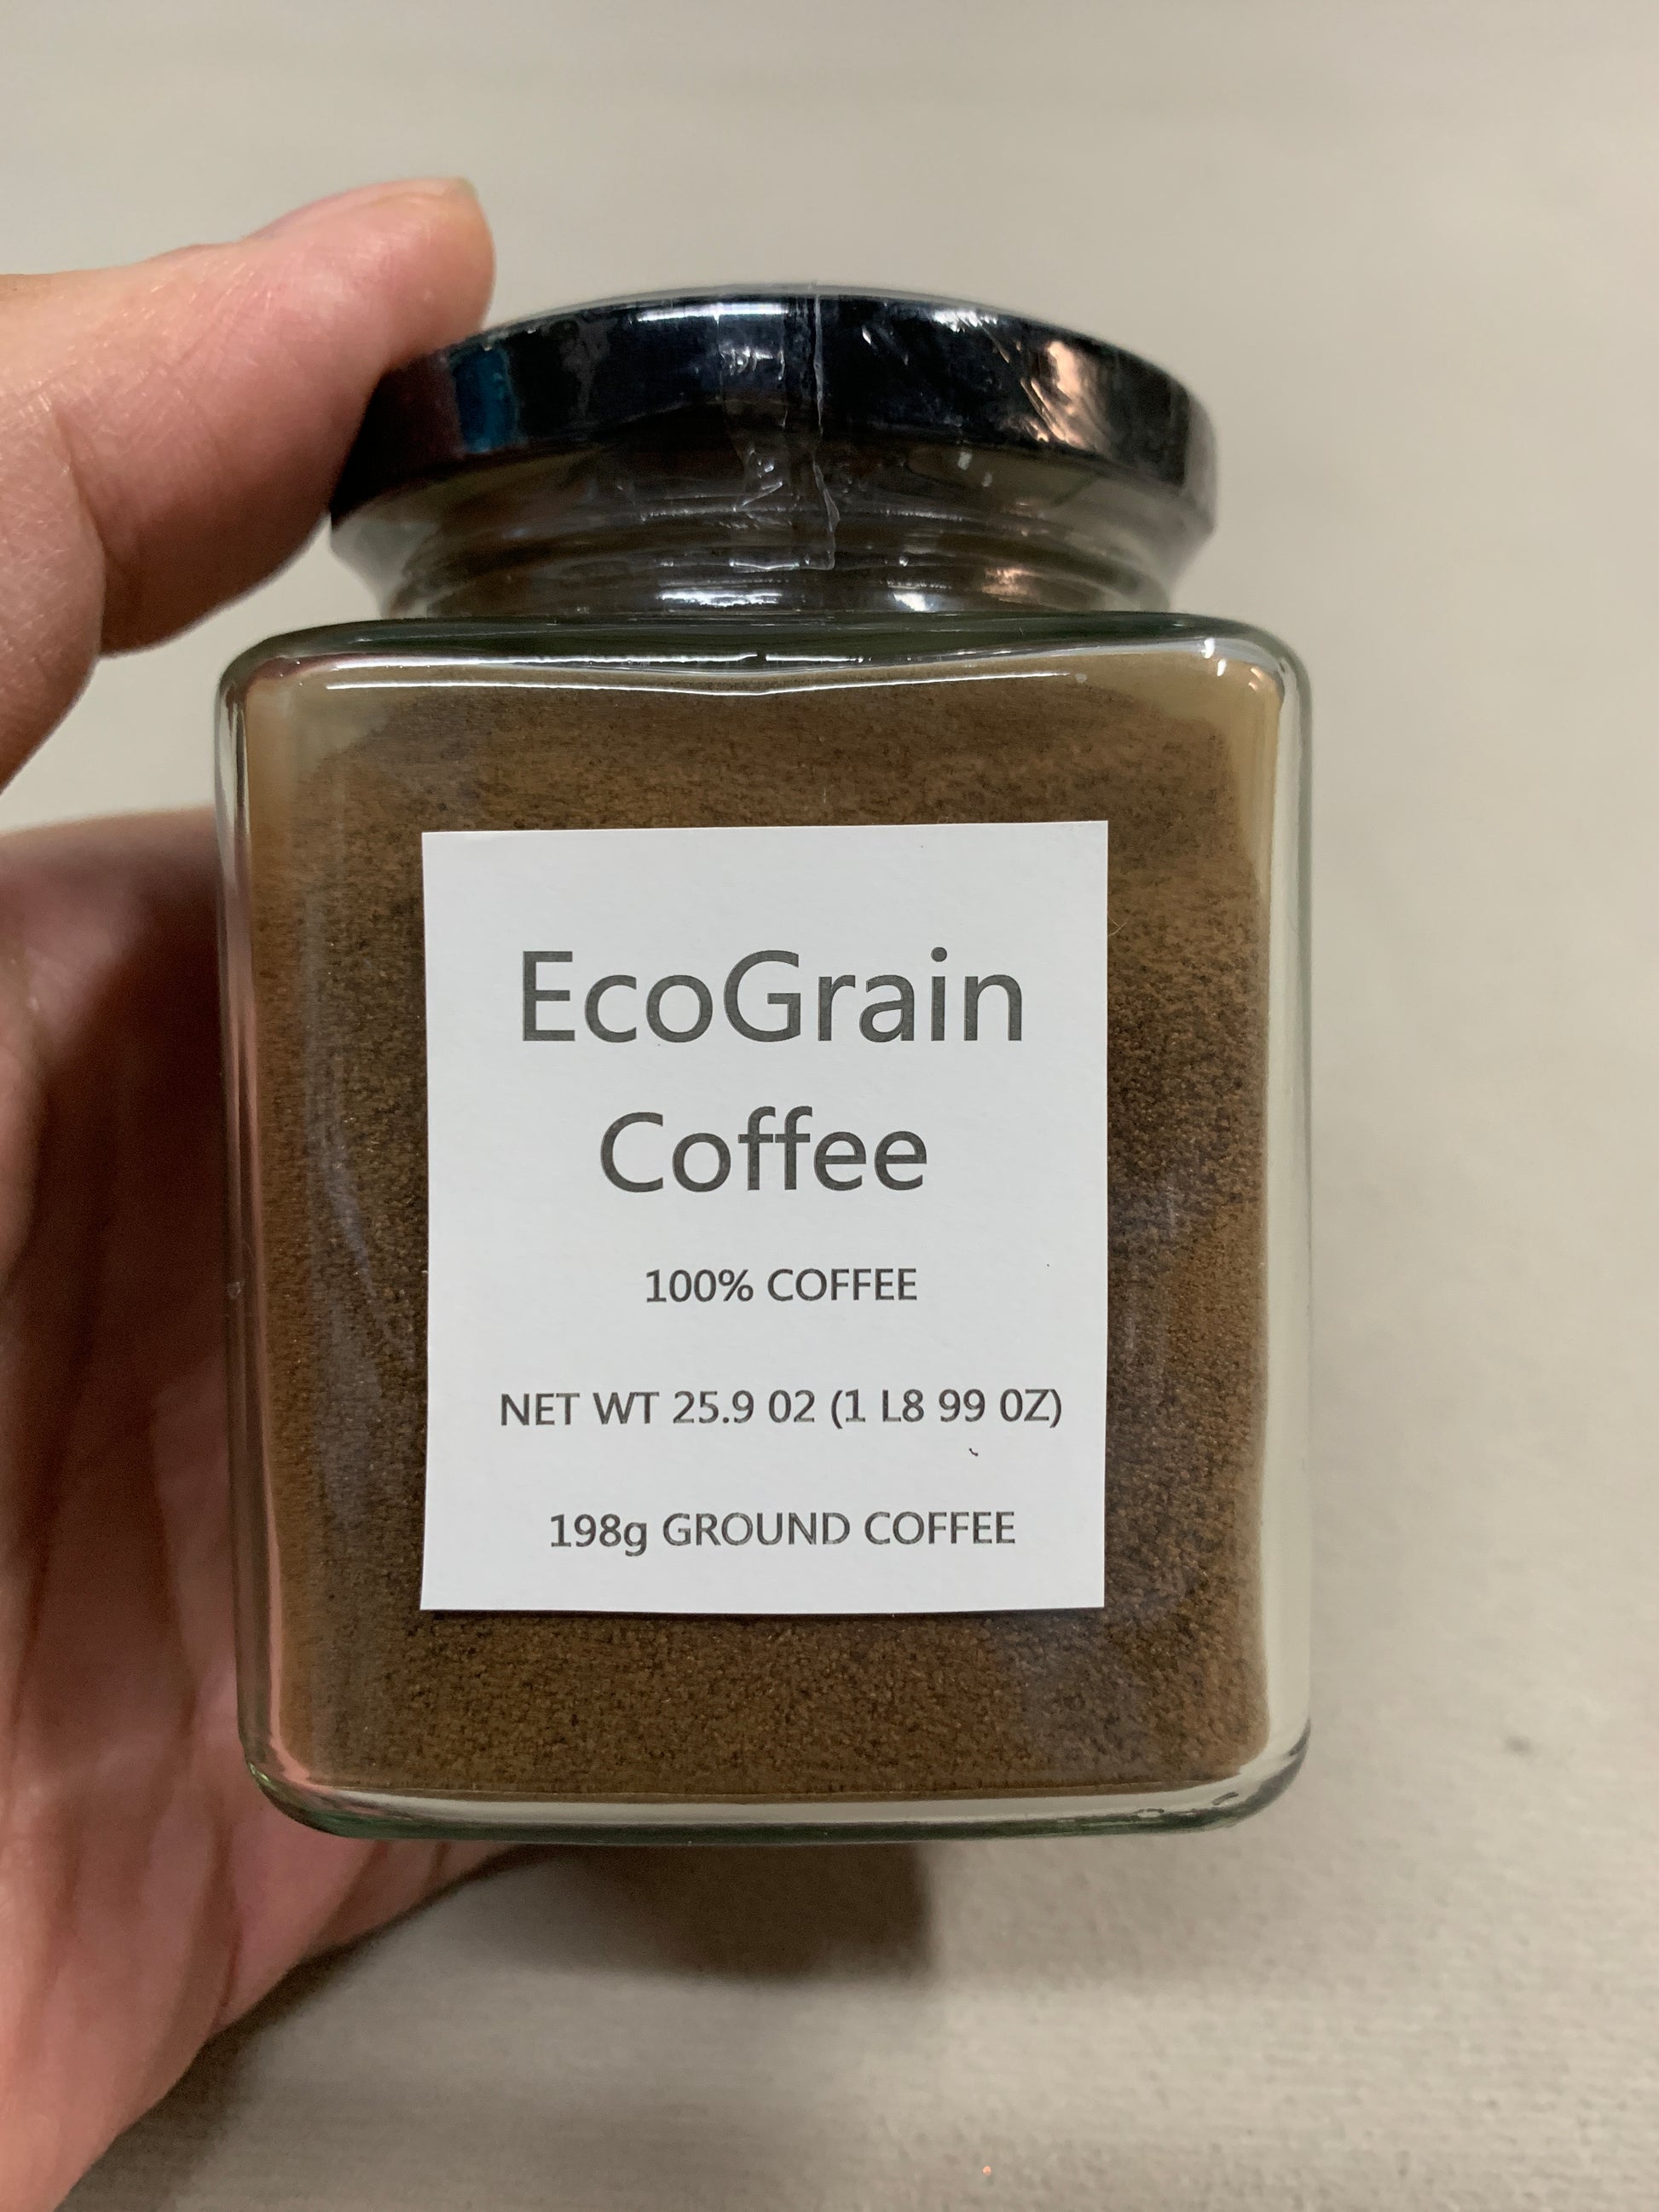 EcoGrain
Coffee
100% COFFEE
NET WT 25.9 02 (1 L8 99 0Z)
198g GROUND COFFEE